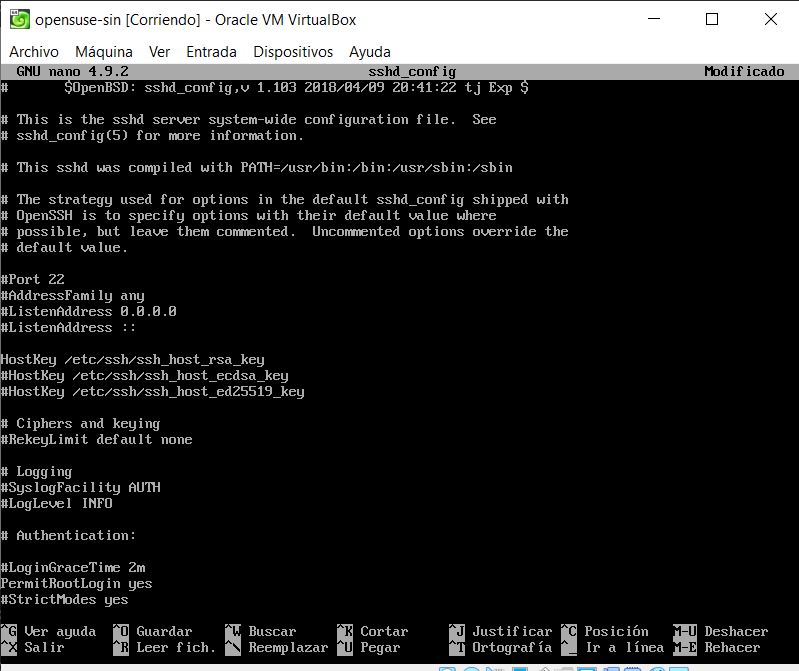 opensuse-sin [Corriendo] - Oracle VM VirtualBox
Archivo Máquina Ver Entrada Dispositivos Ayuda
GNU nano 4.9.2 sshd_config Modificado
# $OpenBSD: sshd_config,v 1.103 2018/04/09 20:41:22 tj Exp $
# This is the sshd server system-wide configuration file. See
# sshd_config(5) for more information.
# This sshd was compiled with PATH=/usr/bin:/bin:/usr/sbin:/sbin
# The strategy used for options in the default sshd_config shipped with
# OpenSSH is to specify options with their default value where
# possible, but leave them commented. Uncommented options override the
# default value.
#Port 22
#AddressFamily any
#ListenAddress 0.0.0.0
#ListenAddress ::
HostKey /etc/ssh/ssh_host_rsa_key
#HostKey /etc/ssh/ssh_host_ecdsa_key
#HostKey /etc/ssh/ssh_host_ed25519_key
# Ciphers and keying
#RekeyLimit default none
# Logging
#SyslogFacility AUTH
#LogLevel INFO
# Authentication:
#LoginGraceTime 2m
PermitRootLogin yes
#StrictModes yes
^G Ver ayuda ^O Guardar ^W Buscar ^K Cortar ^J Justificar ^C Posición M-U Deshacer
^X Salir ^R Leer fich. ^\ Reemplazar ^U Pegar ^T Ortografía ^_ Ir a línea M-E Rehacer